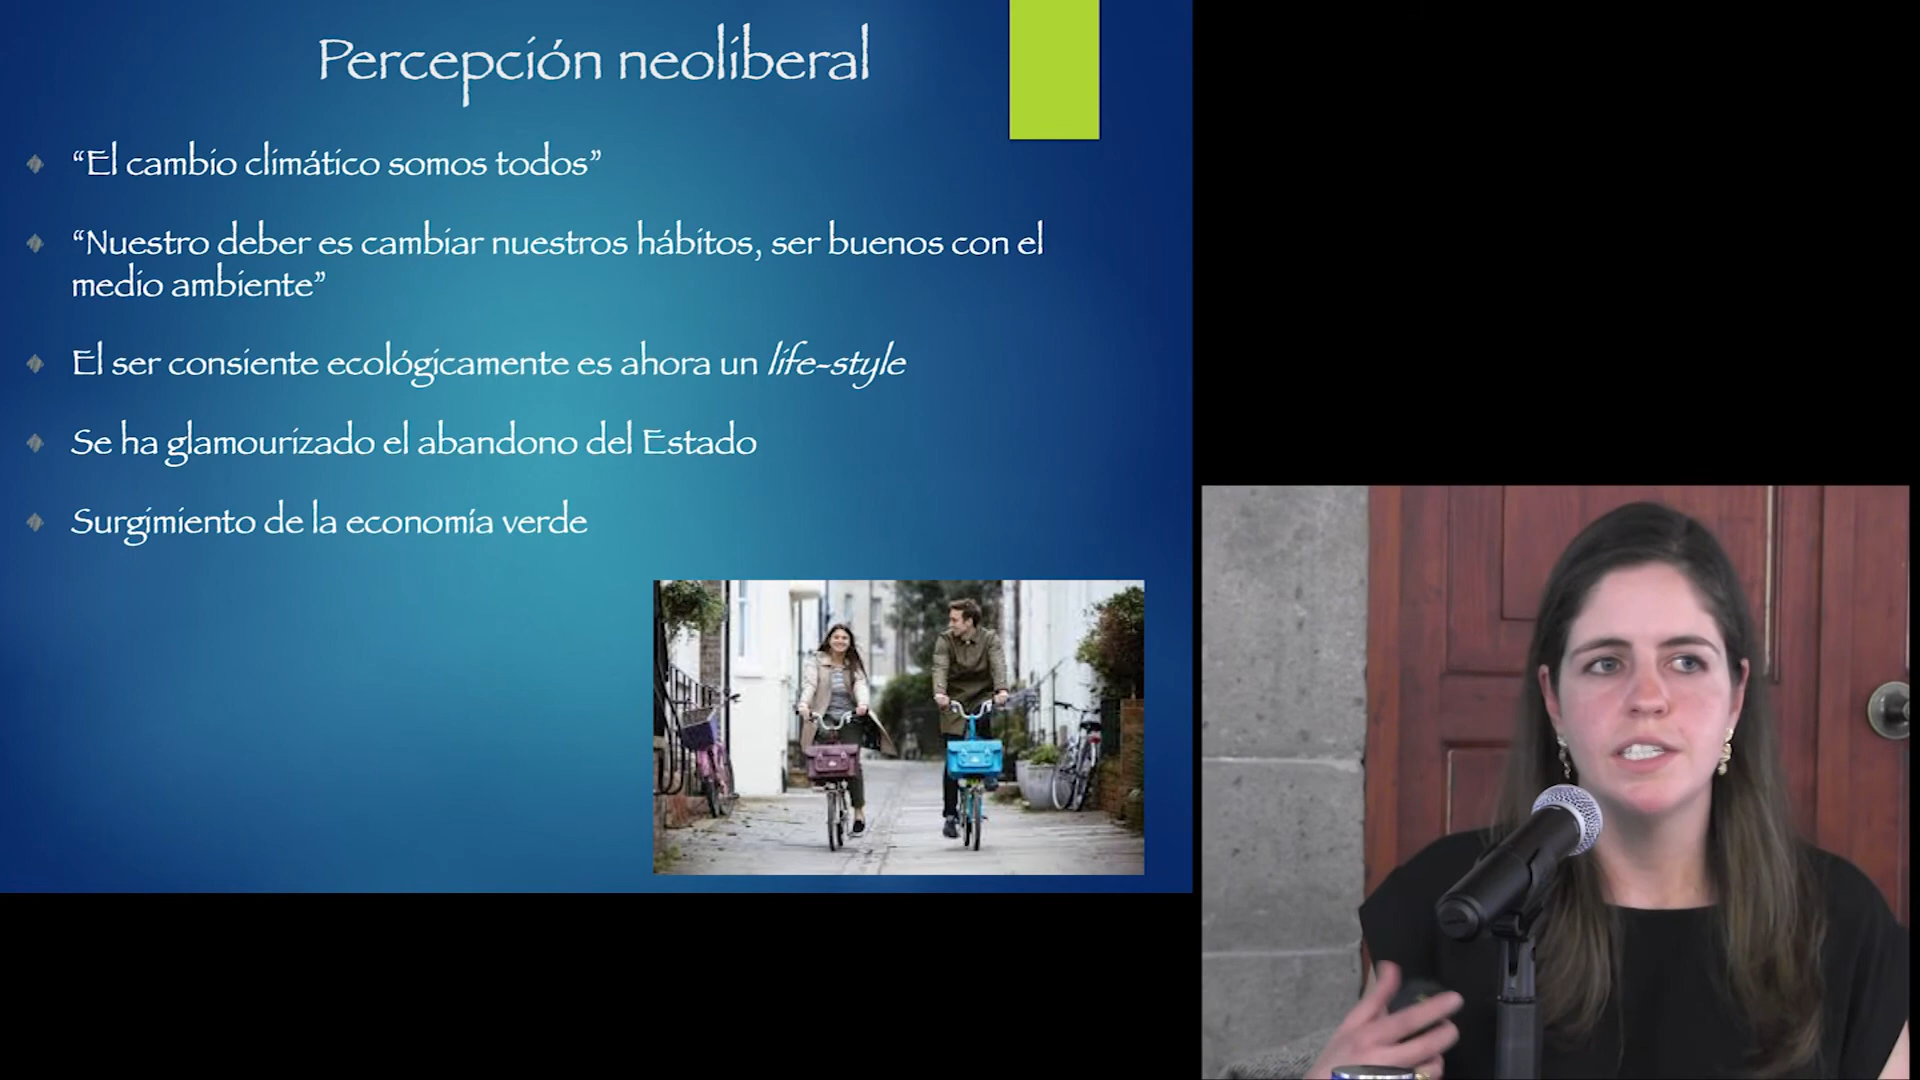 Percepción neoliberal
“El cambio climático somos todos”
“Nuestro deber es cambiar nuestros hábitos, ser buenos con el
medio ambiente”
El ser consiente ecológicamente es ahora un life-style
Se ha glamourizado el abandono del Estado
Surgimiento de la economía verde